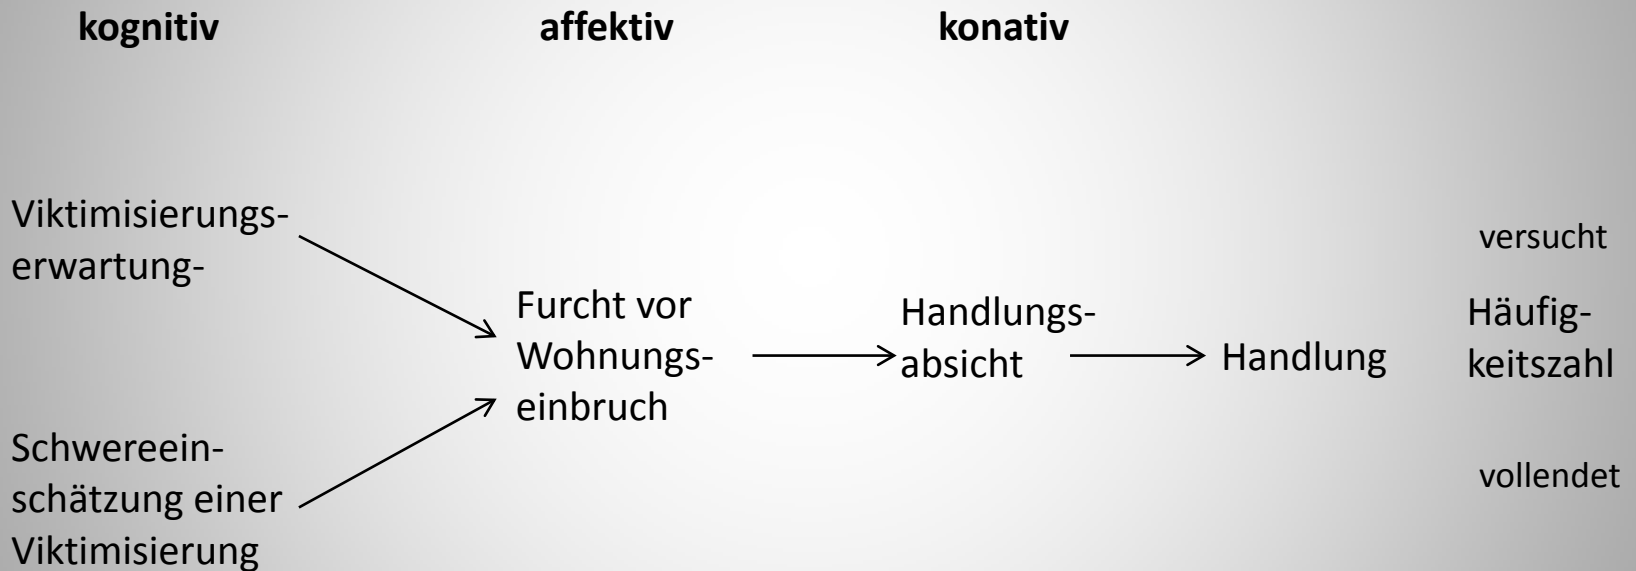 kognitiv
affektiv
konativ
Viktimisierungs-
erwartung-
Schwereein-
schätzung einer
Viktimisierung
Furcht vor
Wohnungs-
einbruch
Handlungs-
absicht
Handlung
versucht
Häufig-
keitszahl
vollendet